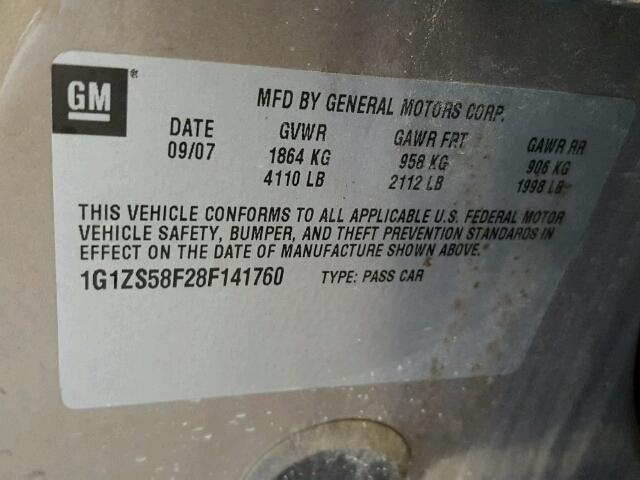 GM®
MFD BY GENERAL MOTORS CORP.
DATE GVWR GAWR FRT GAWR RR
09/07 1864 KG 958 KG 906 KG
4110 LB 2112 LB 1998 LB
THIS VEHICLE CONFORMS TO ALL APPLICABLE U.S. FEDERAL MOTOR
VEHICLE SAFETY, BUMPER, AND THEFT PREVENTION STANDARDS IN
EFFECT ON THE DATE OF MANUFACTURE SHOWN ABOVE.
1G1ZS58F28F141760 TYPE: PASS CAR